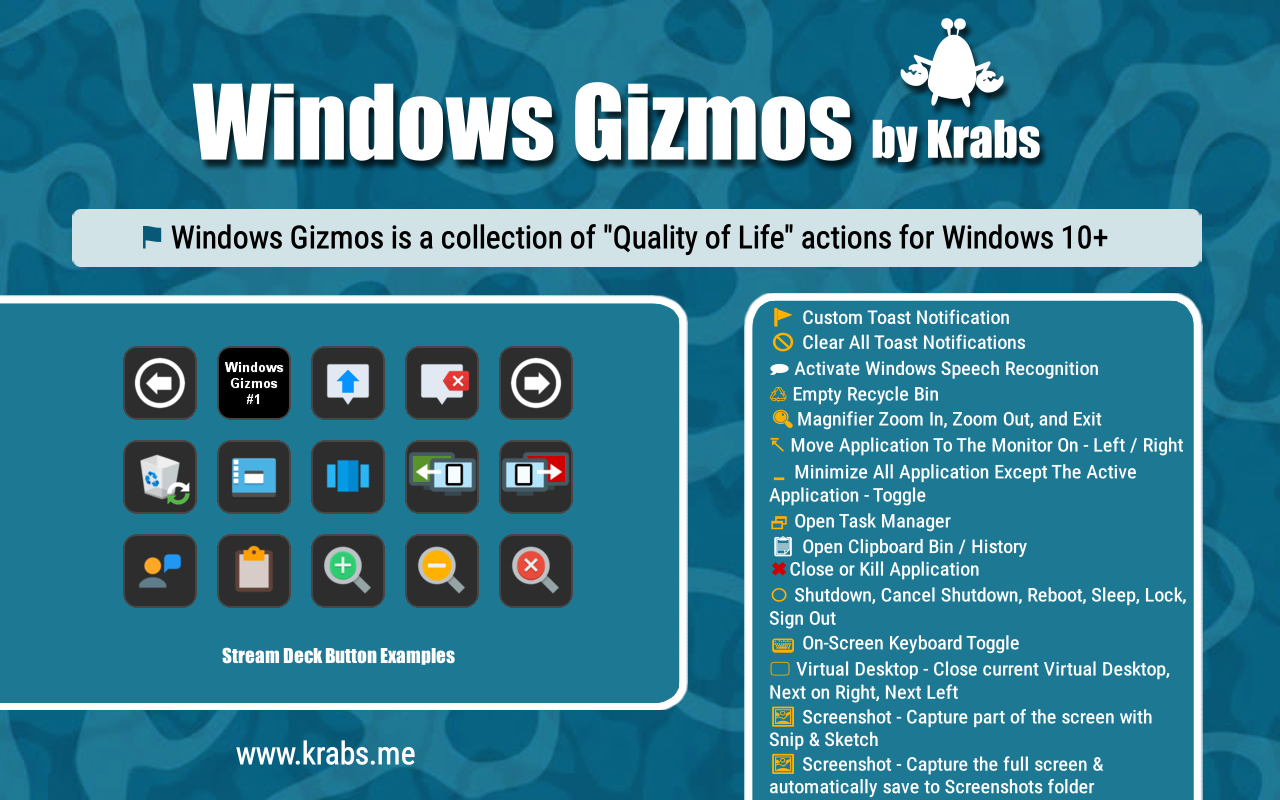 Windows Gizmos by Krabs
Windows Gizmos is a collection of "Quality of Life" actions for Windows 10+
Windows
Gizmos
#1
Stream Deck Button Examples
www.krabs.me
Custom Toast Notification
Clear All Toast Notifications
Activate Windows Speech Recognition
Empty Recycle Bin
Magnifier Zoom In, Zoom Out, and Exit
Move Application To The Monitor On - Left / Right
Minimize All Application Except The Active
Application - Toggle
Open Task Manager
Open Clipboard Bin / History
Close or Kill Application
Shutdown, Cancel Shutdown, Reboot, Sleep, Lock,
Sign Out
On-Screen Keyboard Toggle
Virtual Desktop - Close current Virtual Desktop,
Next on Right, Next Left
Screenshot - Capture part of the screen with
Snip & Sketch
Screenshot - Capture the full screen &
automatically save to Screenshots folder